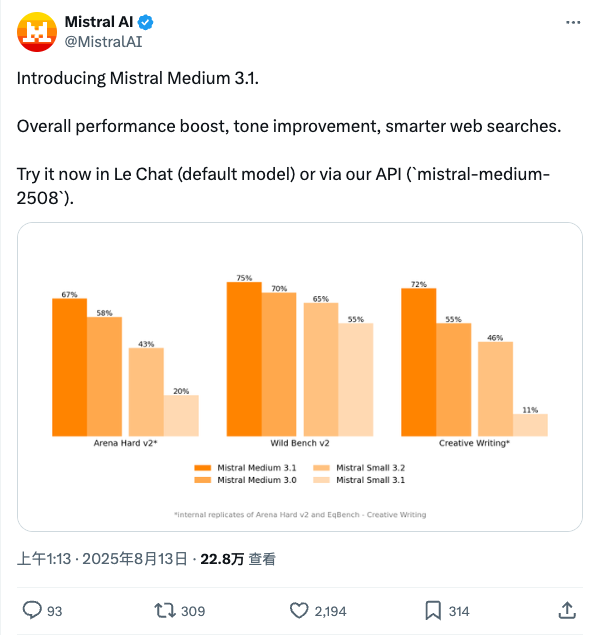 Mistral AI
@MistralAI
Introducing Mistral Medium 3.1.
Overall performance boost, tone improvement, smarter web searches.
Try it now in Le Chat (default model) or via our API (`mistral-medium-
2508`).
67%
58%
43%
20%
Arena Hard v2*
75%
70%
65%
55%
Wild Bench v2
72%
55%
46%
11%
Creative Writing*
Mistral Medium 3.1
Mistral Medium 3.0
Mistral Small 3.2
Mistral Small 3.1
*internal replicates of Arena Hard v2 and EqBench - Creative Writing
上午1:13 · 2025年8月13日 · 22.8万 查看
93
309
2,194
314